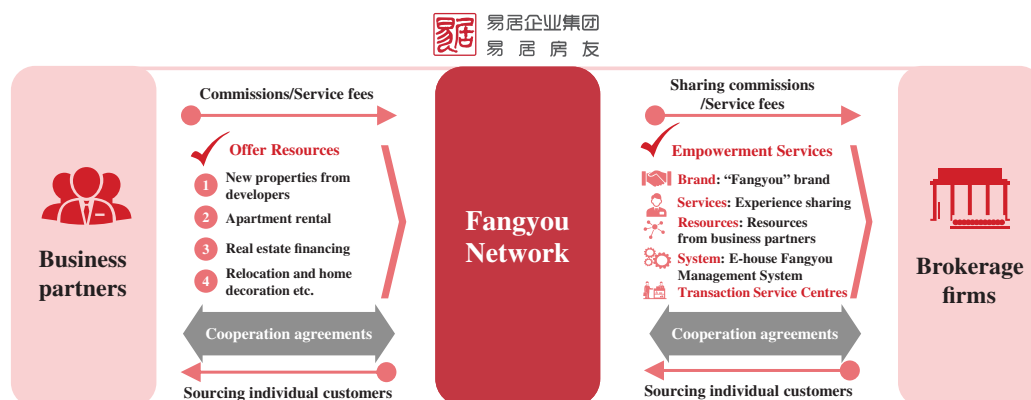 易居
易居企业集团
易居房友
Business
partners
Commissions/Service fees
Offer Resources
1 New properties from
developers
2 Apartment rental
3 Real estate financing
4 Relocation and home
decoration etc.
Cooperation agreements
Sourcing individual customers
Fangyou
Network
Sharing commissions
/Service fees
Empowerment Services
Brand: “Fangyou” brand
Services: Experience sharing
Resources: Resources
from business partners
System: E-house Fangyou
Management System
Transaction Service Centres
Cooperation agreements
Sourcing individual customers
Brokerage
firms